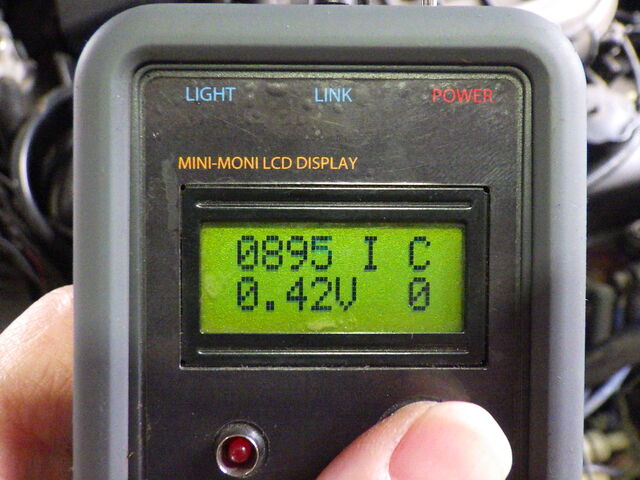 LIGHT LINK POWER
MINI-MONI LCD DISPLAY
0895 I C
0.42V 0